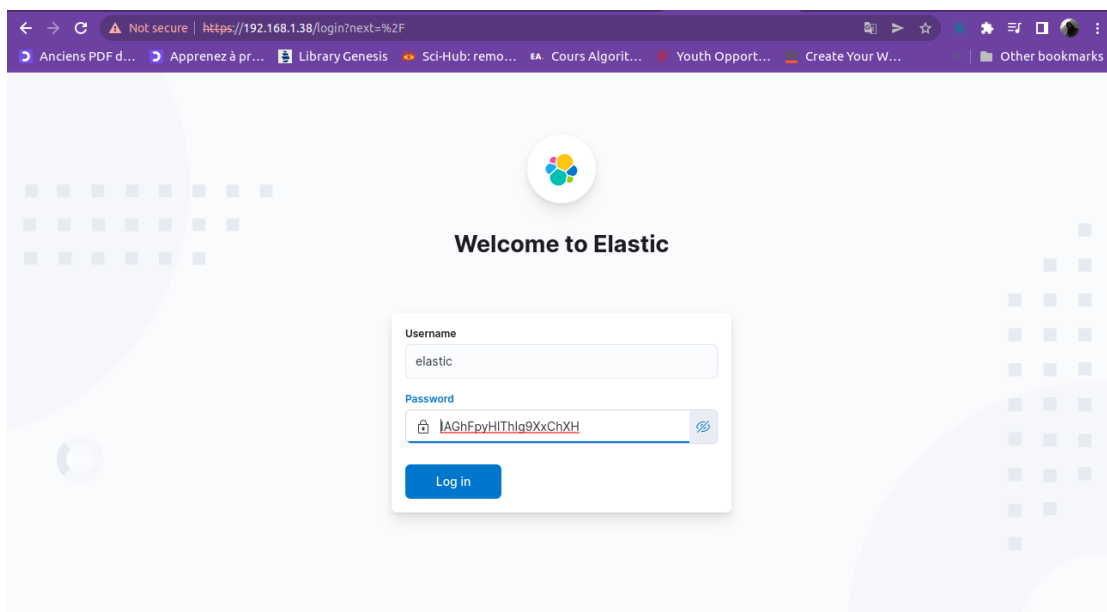 Not secure | https://192.168.1.38/login?next=%2F
Anciens PDF d... Apprenez à pr... Library Genesis Sci-Hub: remo... EA. Cours Algorit... Youth Opport... Create Your W... Other bookmarks
Welcome to Elastic
Username
elastic
Password
Log in